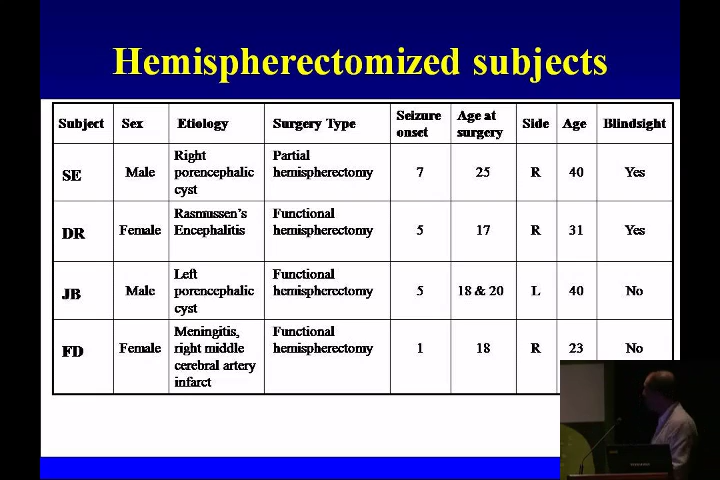 Hemispherectomized subjects
Subject Sex Etiology Surgery Type Seizure onset Age at surgery Side Age Blindsight
SE Male Right porencephalic cyst Partial hemispherectomy 7 25 R 40 Yes
DR Female Rasmussen's Encephalitis Functional hemispherectomy 5 17 R 31 Yes
JB Male Left porencephalic cyst Functional hemispherectomy 5 18 & 20 L 40 No
FD Female Meningitis, right middle cerebral artery infarct Functional hemispherectomy 1 18 R 23 No